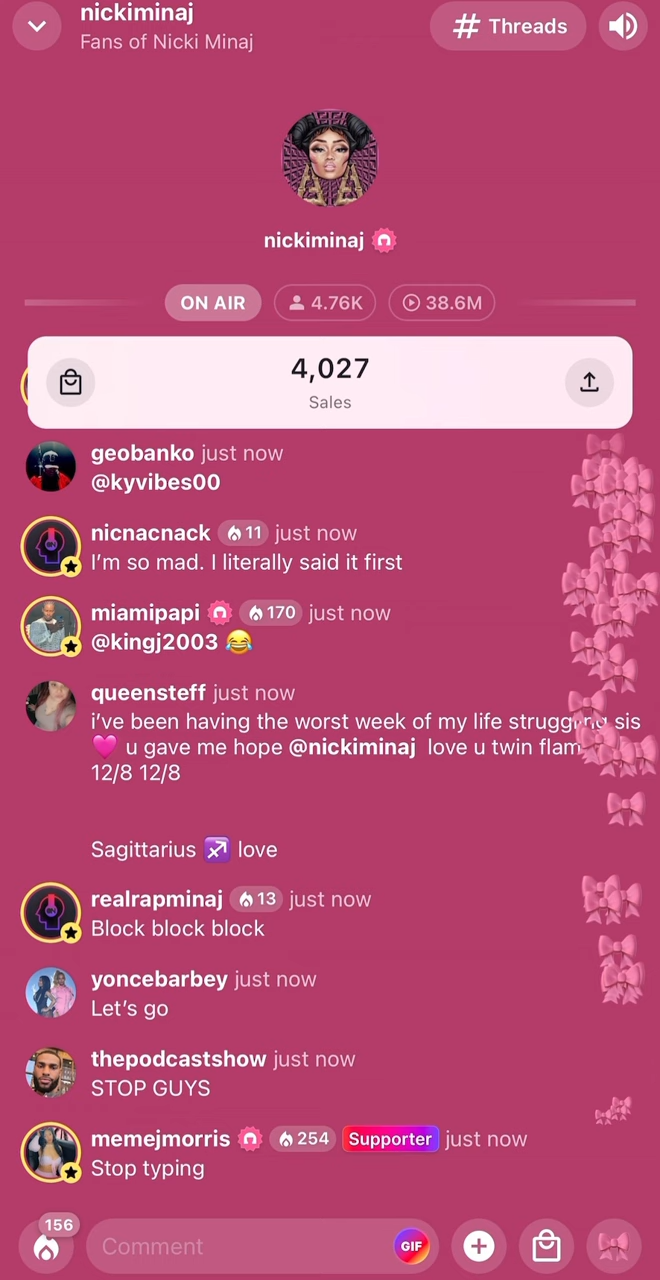 nickiminaj
Fans of Nicki Minaj
# Threads
nickiminaj
ON AIR
4.76K
38.6M
4,027
Sales
geobanko just now
@kyvibes00
nicnacnack 11 just now
I'm so mad. I literally said it first
miamipapi 170 just now
@kingj2003 😂
queensteff just now
i've been having the worst week of my life struggling sis
🩷 u gave me hope @nickiminaj love u twin flam
12/8 12/8
Sagittarius ♐ love
realrapminaj 13 just now
Block block block
yoncebarbey just now
Let's go
thepodcastshow just now
STOP GUYS
memejmorris 254 Supporter just now
Stop typing
156
Comment
GIF